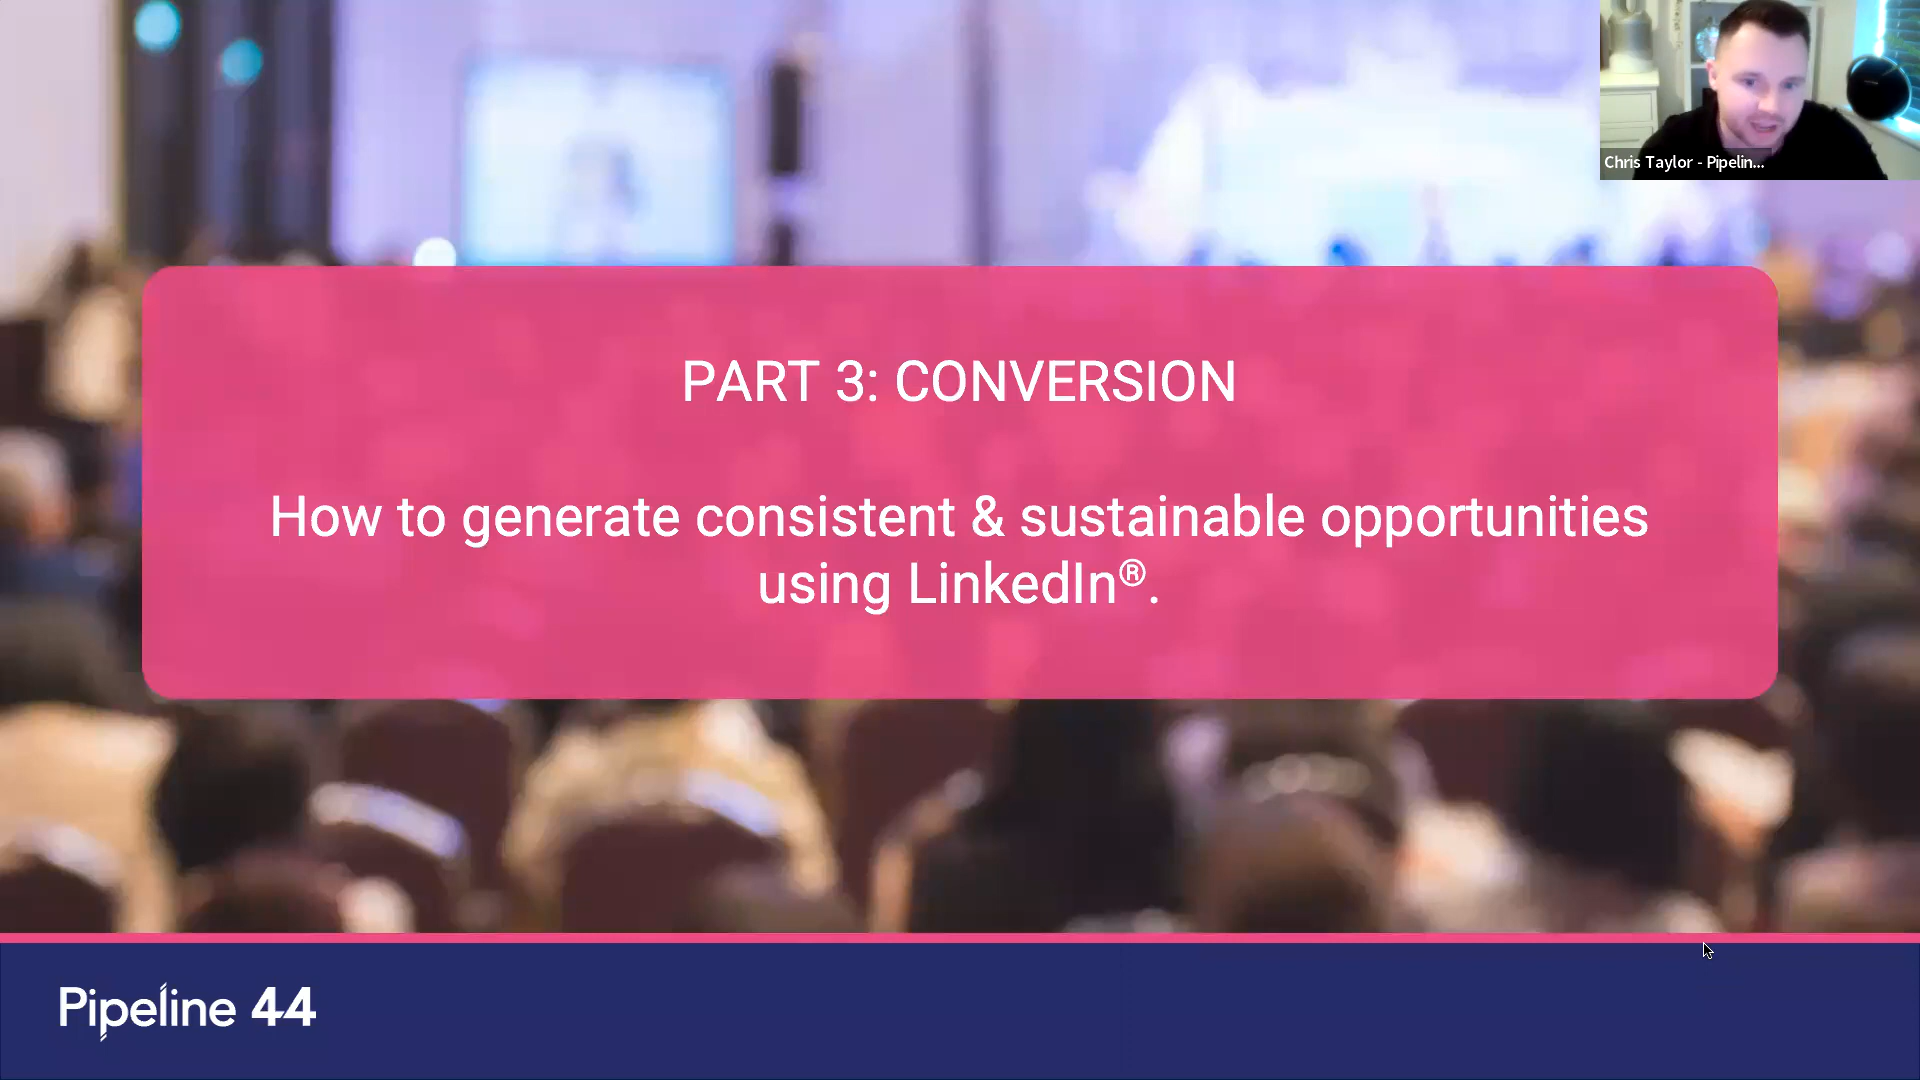 Chris Taylor - Pipelin...
PART 3: CONVERSION
How to generate consistent & sustainable opportunities
using LinkedIn®.
Pipeline 44